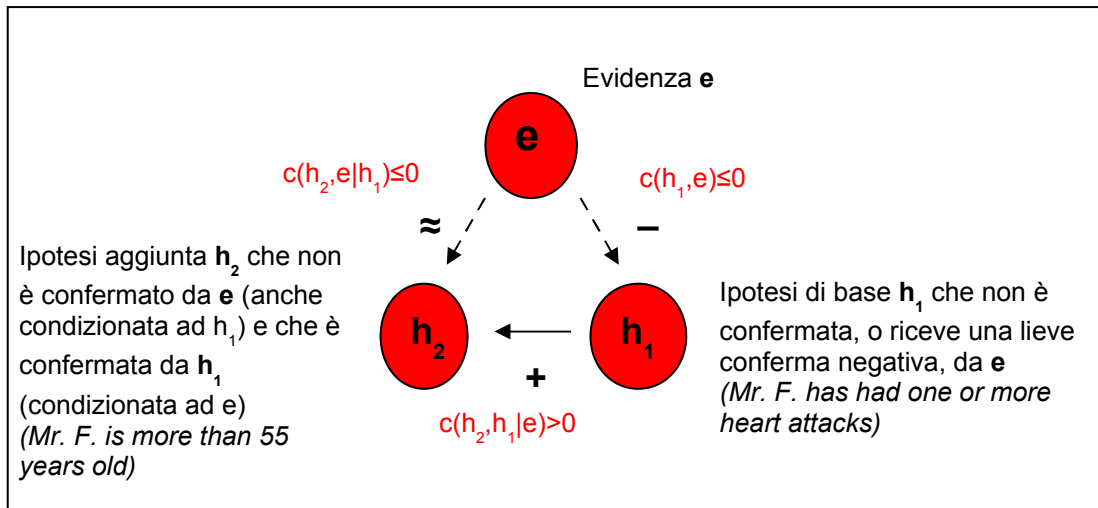 Evidenza e
e
c(h₂,e|h₁)≤0
c(h₁,e)≤0
≈
–
Ipotesi aggiunta h₂ che non
è confermato da e (anche
condizionata ad h₁) e che è
confermata da h₁
(condizionata ad e)
(Mr. F. is more than 55
years old)
h₂
h₁
+
c(h₂,h₁|e)>0
Ipotesi di base h₁ che non è
confermata, o riceve una lieve
conferma negativa, da e
(Mr. F. has had one or more
heart attacks)